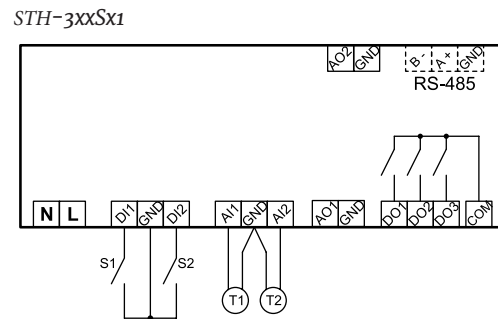 STH-3xxSx1
AO2 GND B - A + GND
RS-485
N L DI1 GND DI2 AI1 GND AI2 AO1 GND DO1 DO2 DO3 COM
S1 S2
T1 T2